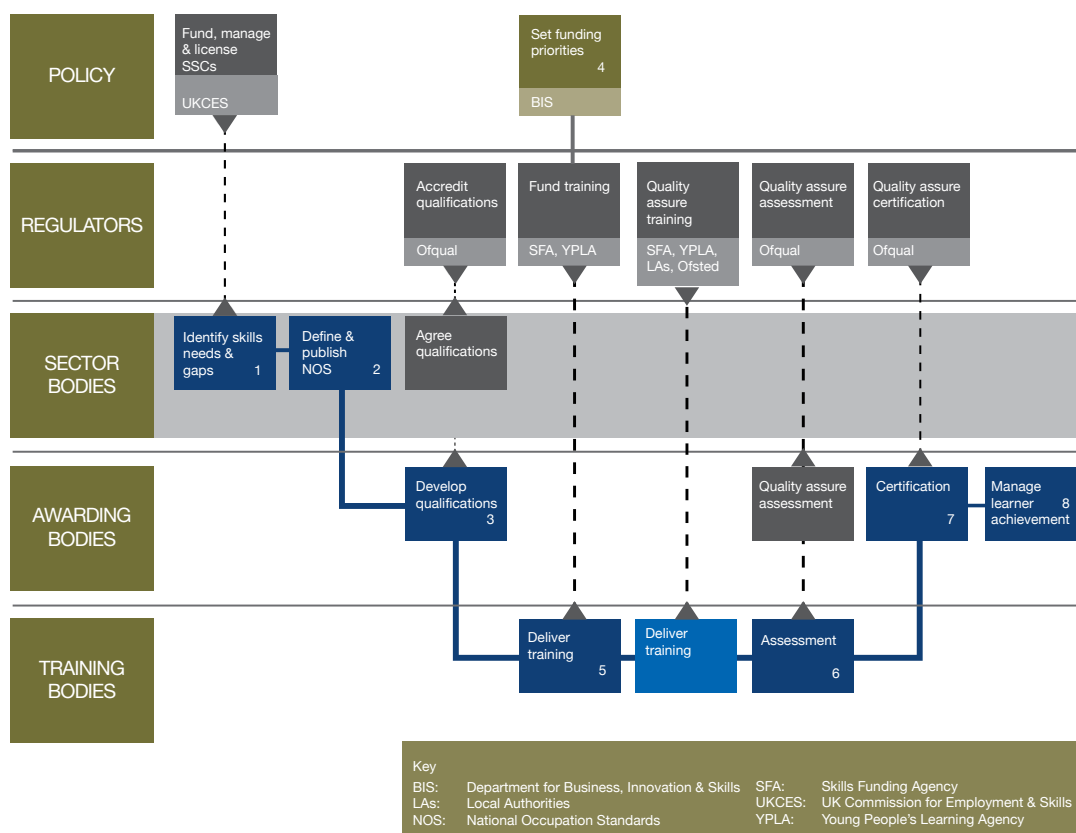 POLICY
Fund, manage
& license
SSCs
UKCES
Set funding
priorities
4
BIS
REGULATORS
Accredit
qualifications
Ofqual
Fund training
SFA, YPLA
Quality
assure
training
SFA, YPLA,
LAs, Ofsted
Quality assure
assessment
Ofqual
Quality assure
certification
Ofqual
SECTOR
BODIES
Identify skills
needs &
gaps 1
Define &
publish
NOS 2
Agree
qualifications
AWARDING
BODIES
Develop
qualifications
3
Quality assure
assessment
Certification
7
Manage
learner 8
achievement
TRAINING
BODIES
Deliver
training
5
Deliver
training
Assessment
6
Key
BIS: Department for Business, Innovation & Skills
LAs: Local Authorities
NOS: National Occupation Standards
SFA: Skills Funding Agency
UKCES: UK Commission for Employment & Skills
YPLA: Young People's Learning Agency